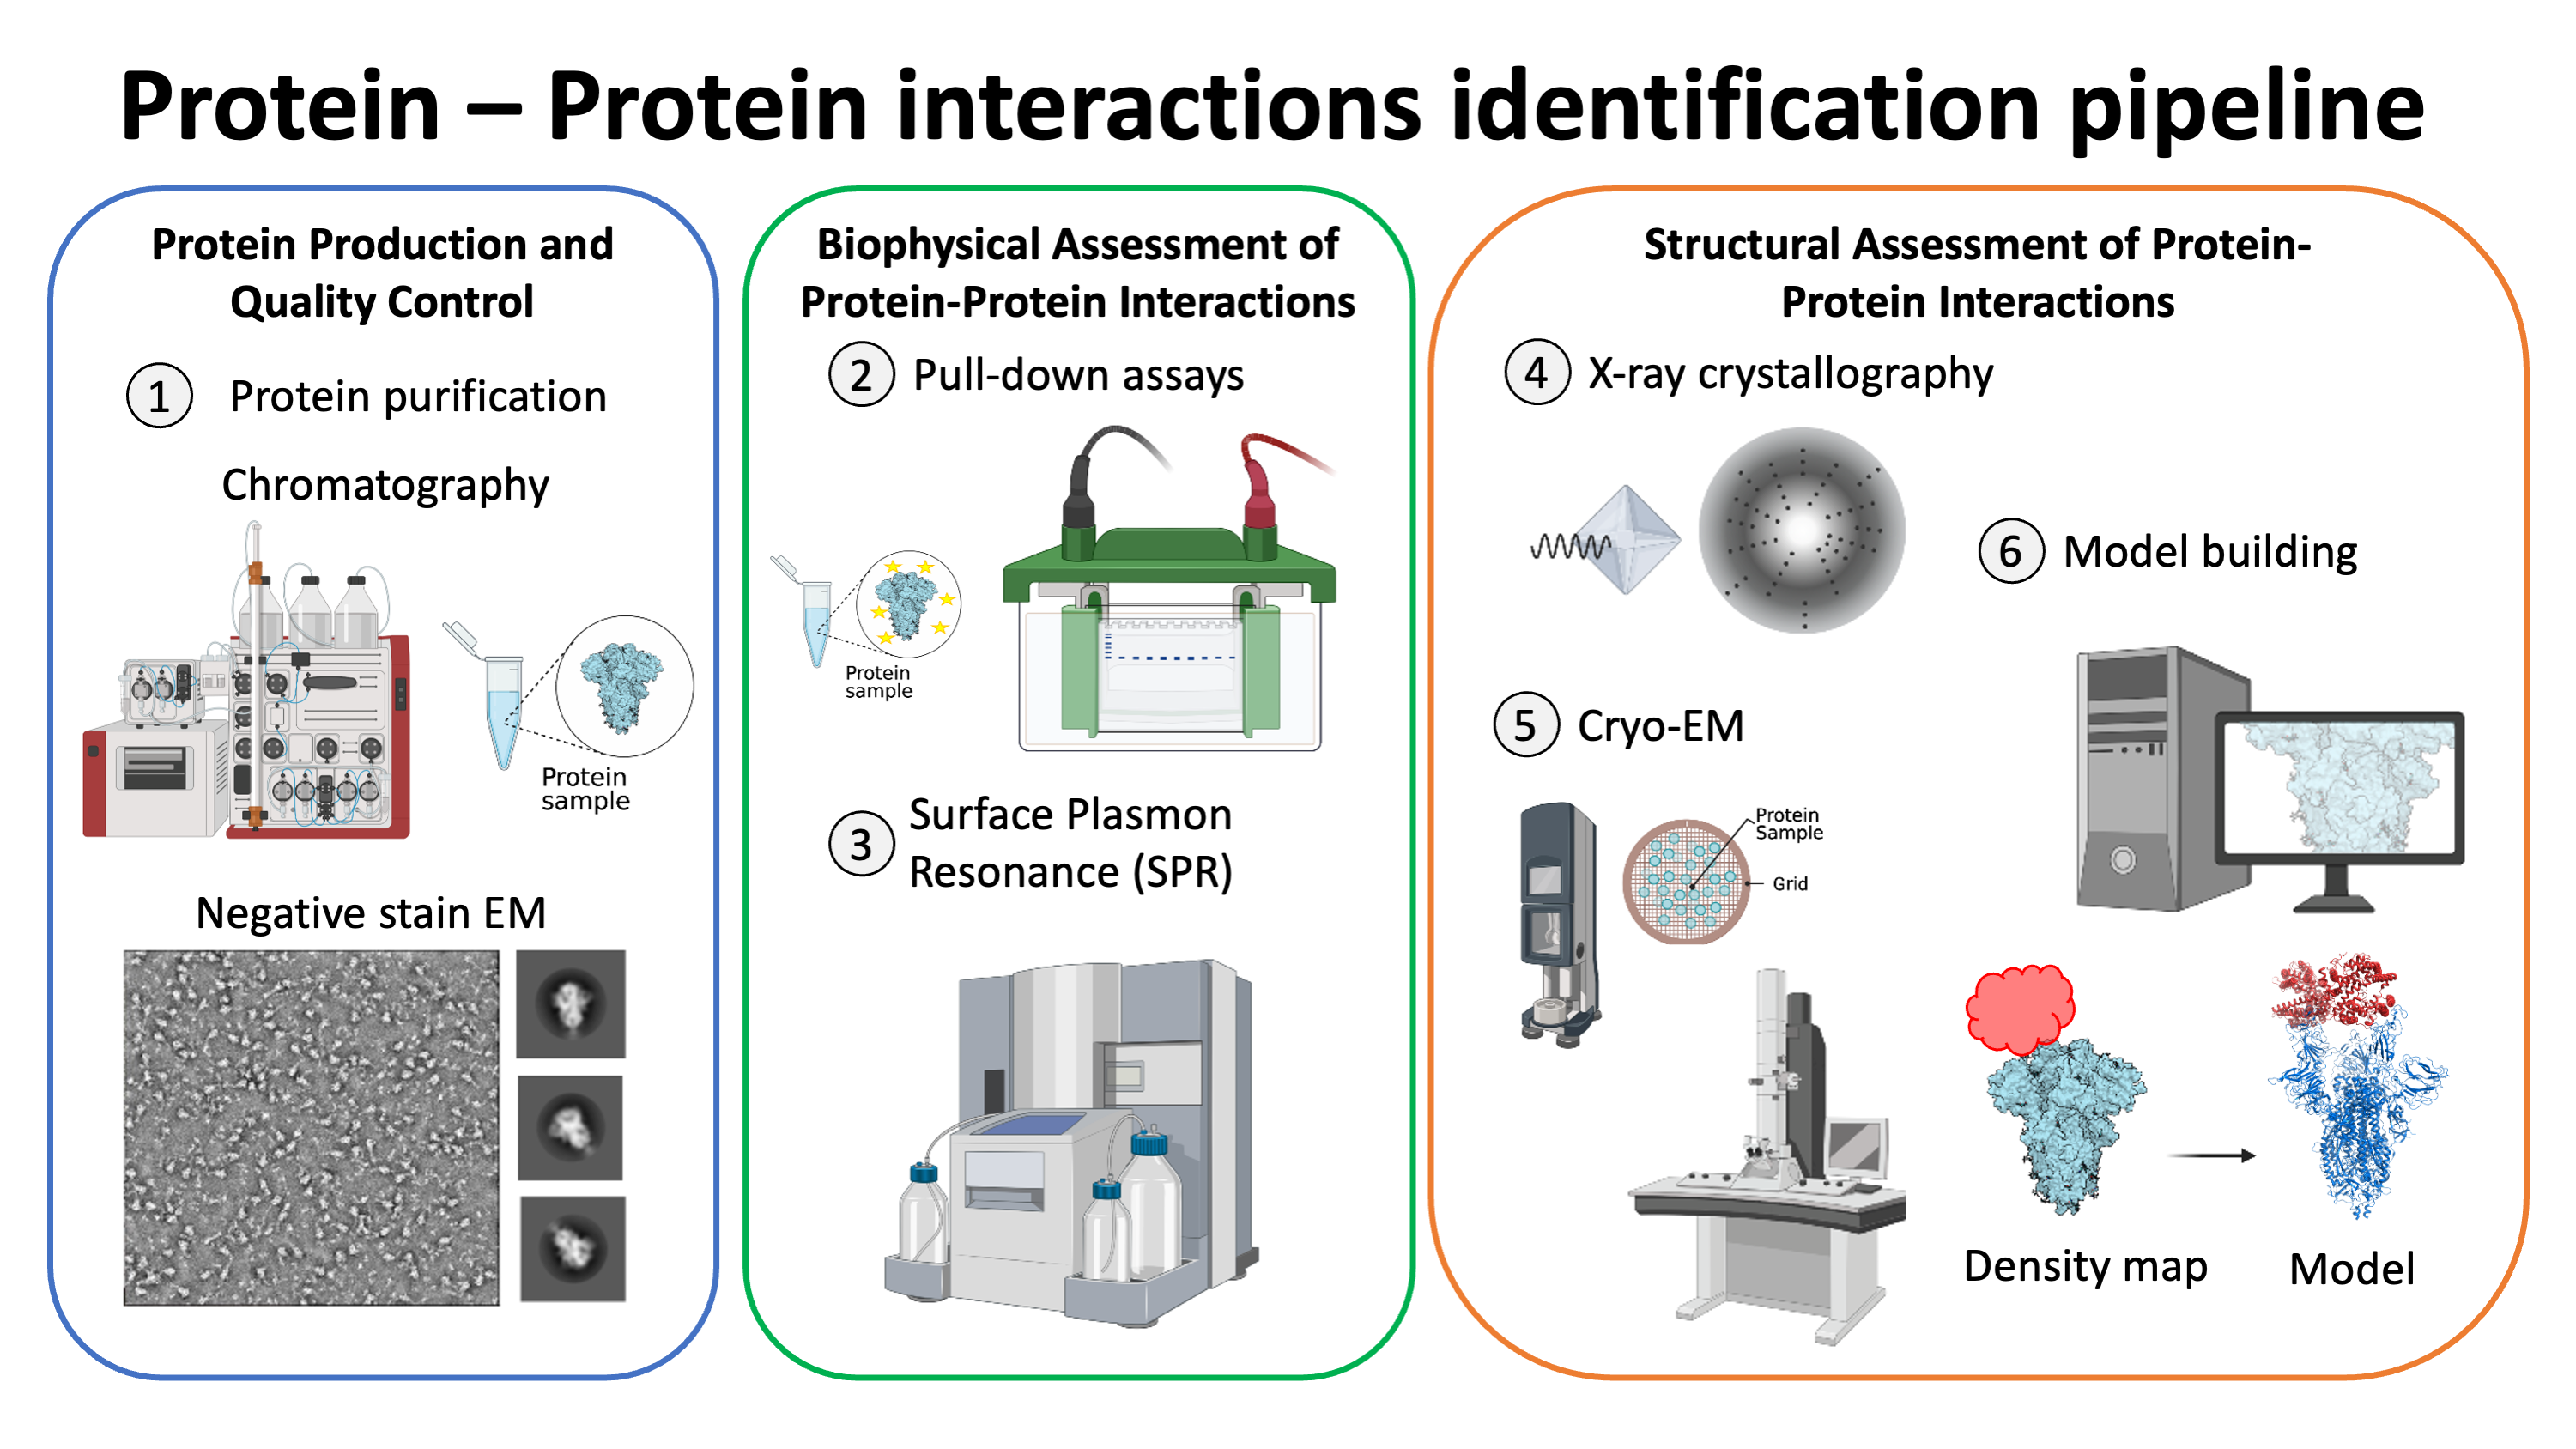 Protein – Protein interactions identification pipeline
Protein Production and
Quality Control
1 Protein purification
Chromatography
Protein
sample
Negative stain EM
Biophysical Assessment of
Protein-Protein Interactions
2 Pull-down assays
Protein
sample
3 Surface Plasmon
Resonance (SPR)
Structural Assessment of Protein-
Protein Interactions
4 X-ray crystallography
5 Cryo-EM
Protein
Sample
Grid
6 Model building
Density map
Model